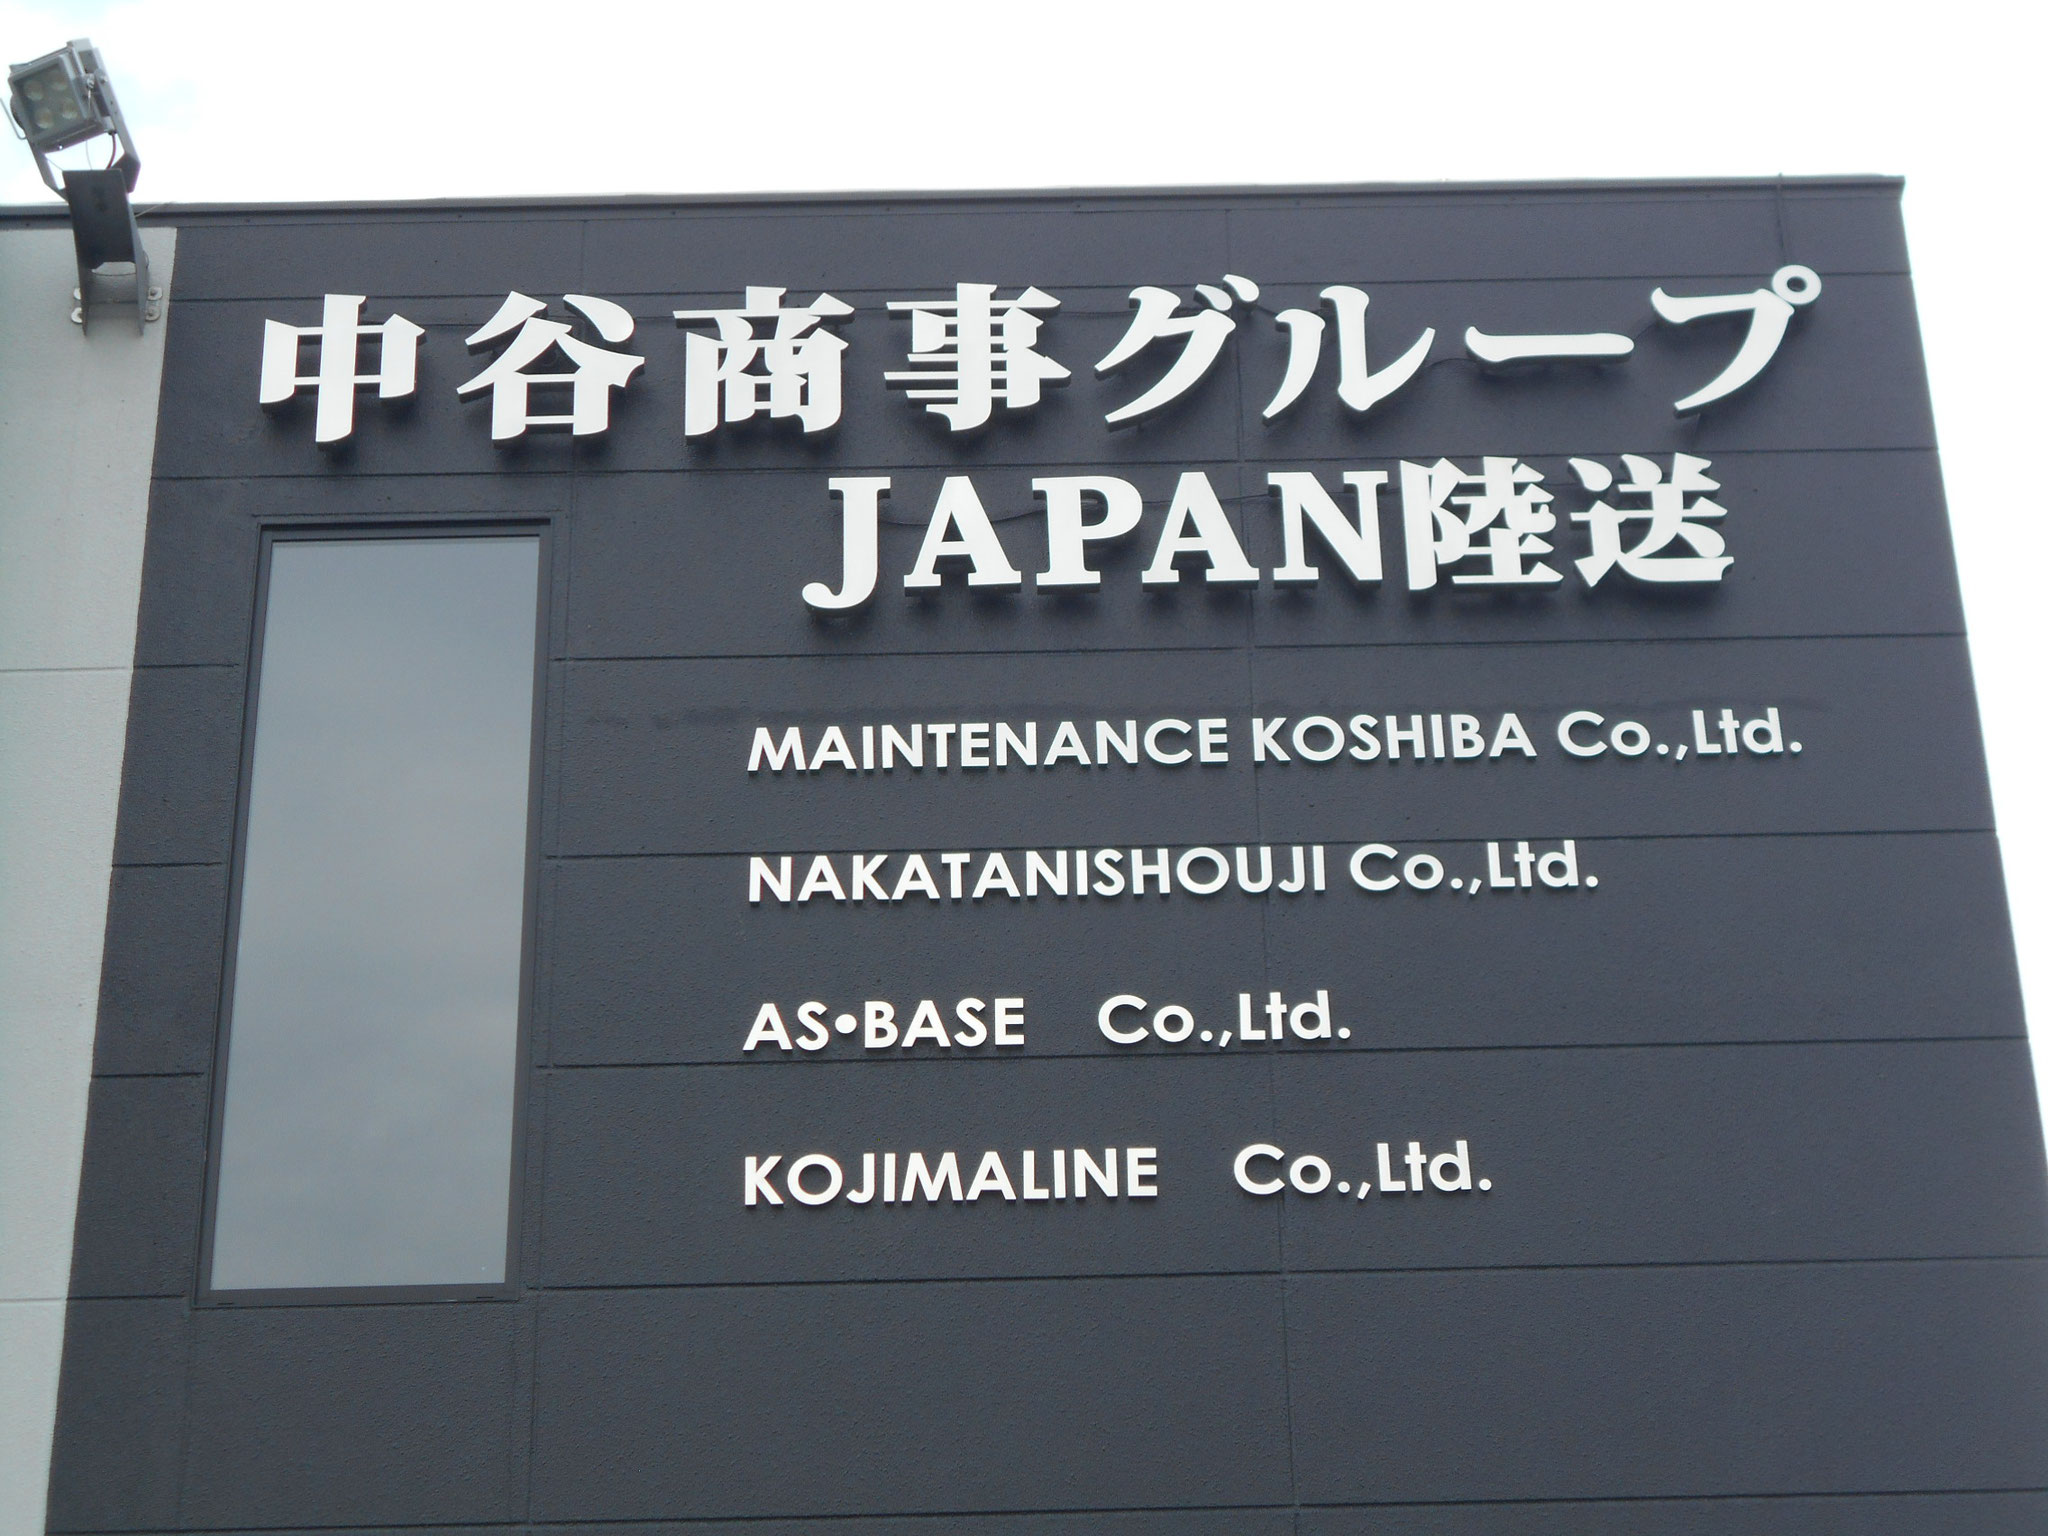 中谷商事グループ
JAPAN陸送
MAINTENANCE KOSHIBA Co.,Ltd.
NAKATANISHOUJI Co.,Ltd.
AS•BASE Co.,Ltd.
KOJIMALINE Co.,Ltd.